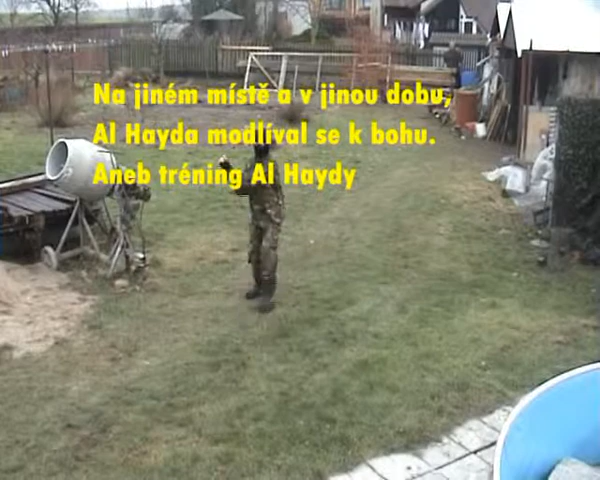 Na jiném místě a v jinou dobu,
Al Hayda modlíval se k bohu.
Aneb tréning Al Haydy